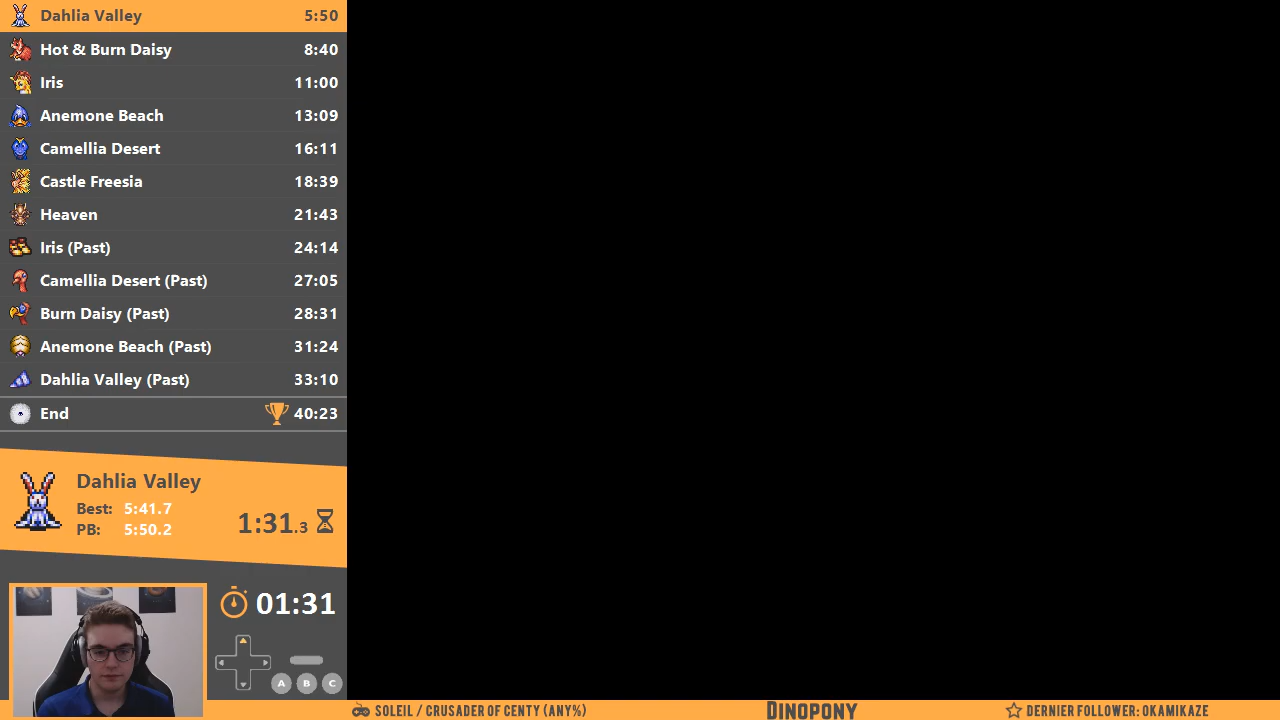 Dahlia Valley 5:50
Hot & Burn Daisy 8:40
Iris 11:00
Anemone Beach 13:09
Camellia Desert 16:11
Castle Freesia 18:39
Heaven 21:43
Iris (Past) 24:14
Camellia Desert (Past) 27:05
Burn Daisy (Past) 28:31
Anemone Beach (Past) 31:24
Dahlia Valley (Past) 33:10
End 40:23
Dahlia Valley
Best: 5:41.7
PB: 5:50.2
1:31.3
01:31
A B C
SOLEIL / CRUSADER OF CENTY (ANY%)
DINOPONY
DERNIER FOLLOWER: OKAMIKAZE